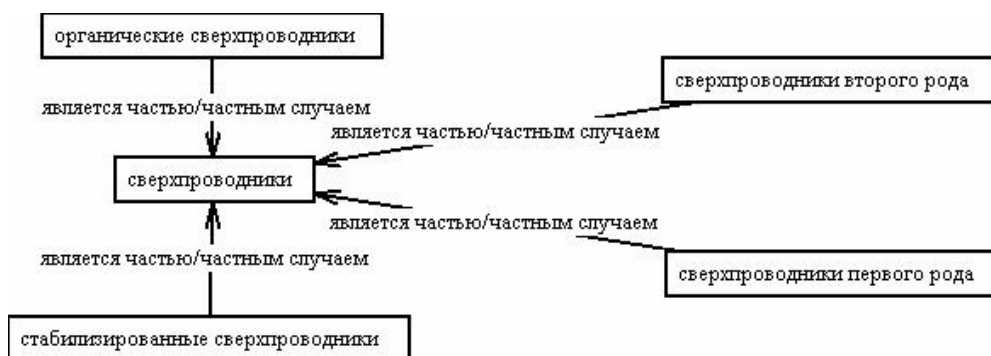 органические сверхпроводники
сверхпроводники второго рода
является частью/частным случаем
является частью/частным случаем
сверхпроводники
является частью/частным случаем
является частью/частным случаем
сверхпроводники первого рода
стабилизированные сверхпроводники